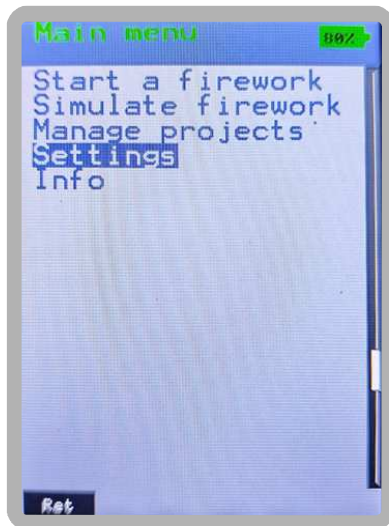 Main menu
80%
Start a firework
Simulate firework
Manage projects
Settings
Info
Ret